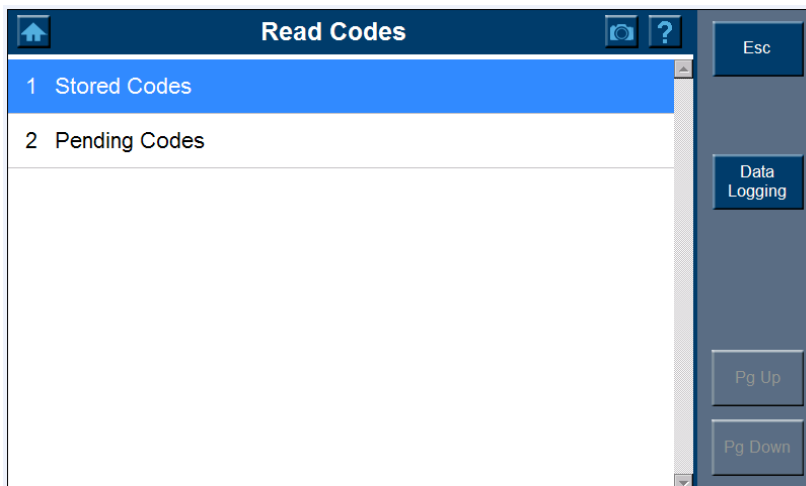 Read Codes
?
Esc
1 Stored Codes
2 Pending Codes
Data
Logging
Pg Up
Pg Down